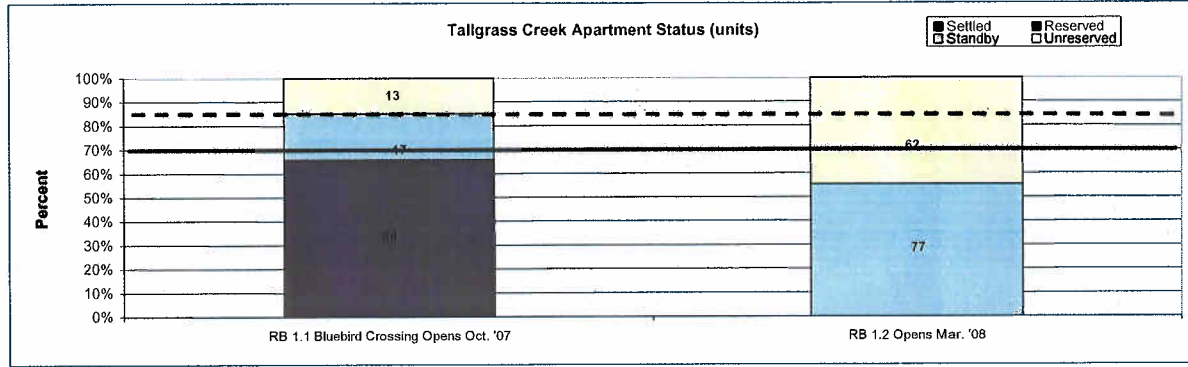 Tallgrass Creek Apartment Status (units)
Settled Reserved
Standby Unreserved
Percent
100%
90%
80%
70%
60%
50%
40%
30%
20%
10%
0%
13
17
62
77
RB 1.1 Bluebird Crossing Opens Oct. '07
RB 1.2 Opens Mar. '08